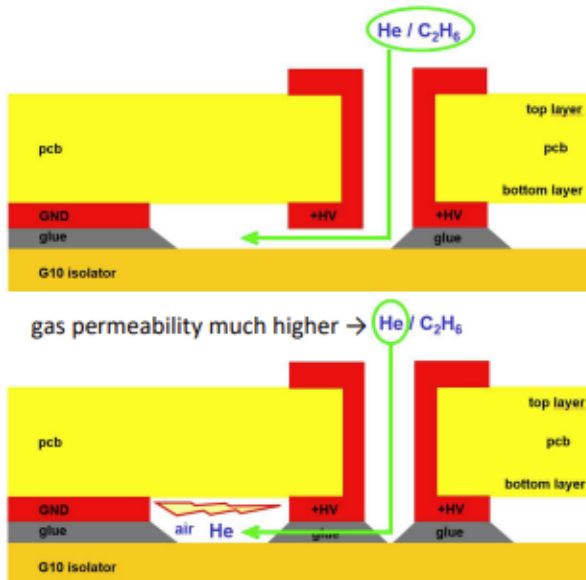 He / C₂H₆
top layer
pcb
pcb
bottom layer
GND
+HV
+HV
glue
glue
G10 isolator
gas permeability much higher → He / C₂H₆
top layer
pcb
pcb
bottom layer
GND
+HV
+HV
glue
air He
glue
glue
G10 isolator